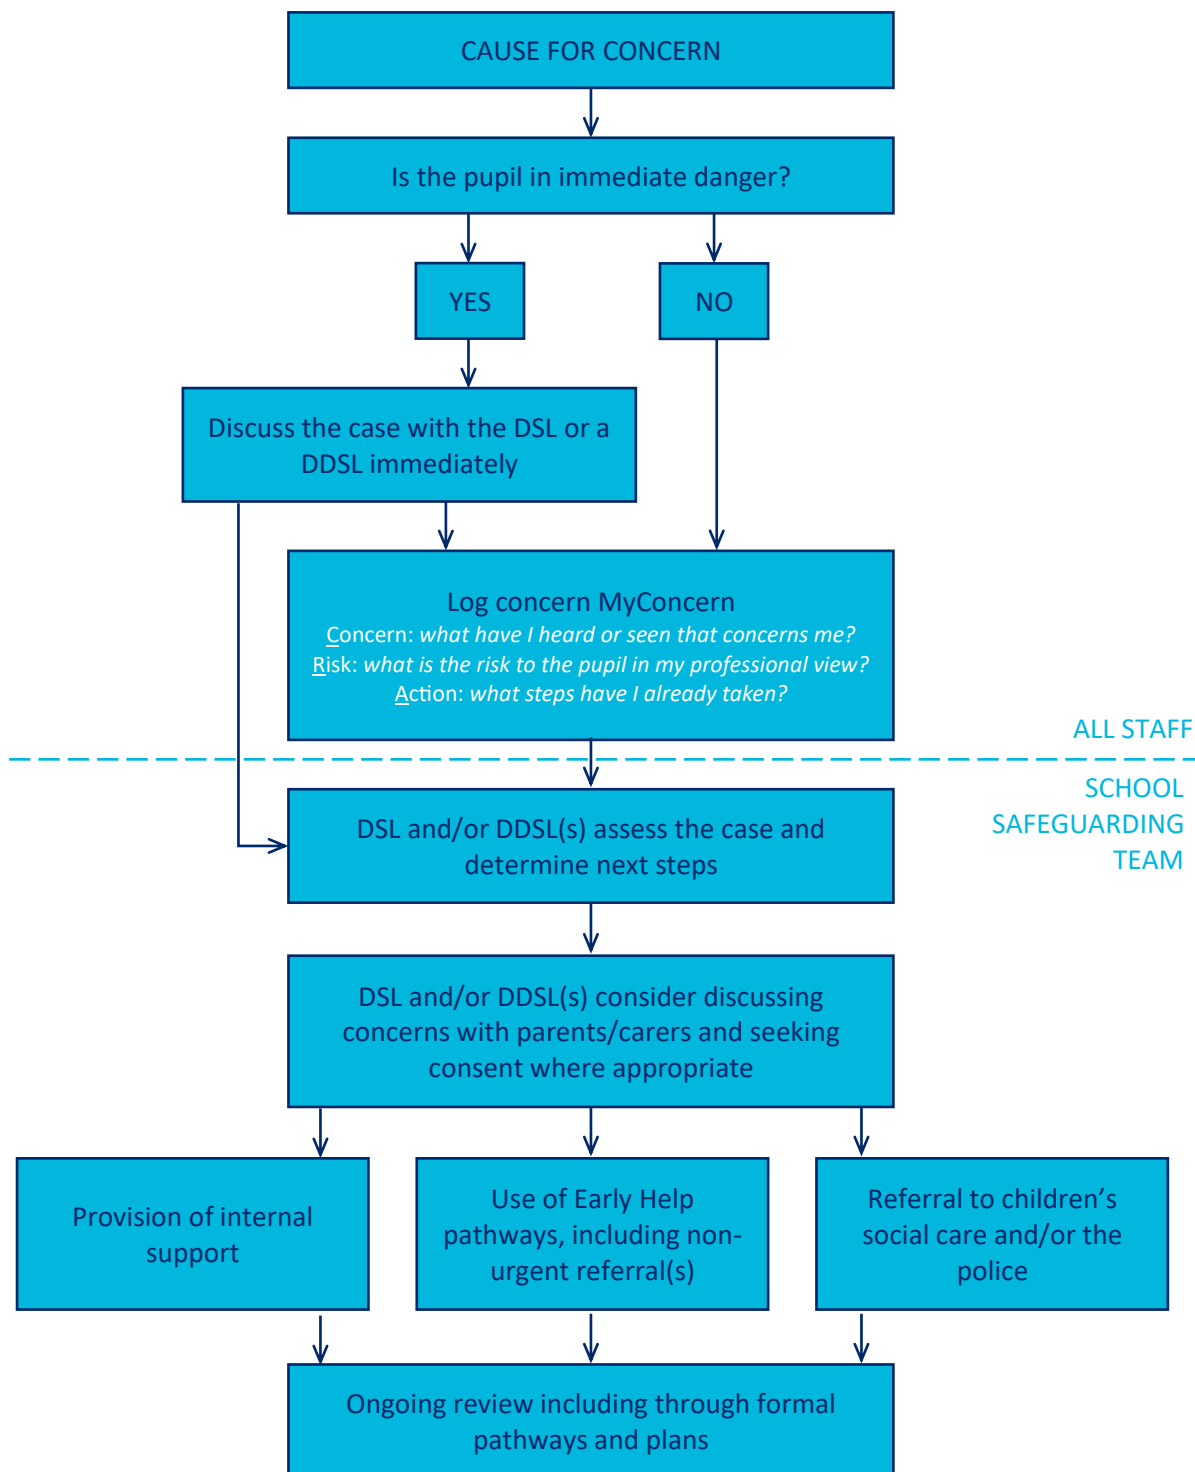 CAUSE FOR CONCERN
Is the pupil in immediate danger?
YES
NO
Discuss the case with the DSL or a
DDSL immediately
Log concern MyConcern
Concern: what have I heard or seen that concerns me?
Risk: what is the risk to the pupil in my professional view?
Action: what steps have I already taken?
ALL STAFF
SCHOOL
SAFEGUARDING
TEAM
DSL and/or DDSL(s) assess the case and
determine next steps
DSL and/or DDSL(s) consider discussing
concerns with parents/carers and seeking
consent where appropriate
Provision of internal
support
Use of Early Help
pathways, including non-
urgent referral(s)
Referral to children’s
social care and/or the
police
Ongoing review including through formal
pathways and plans